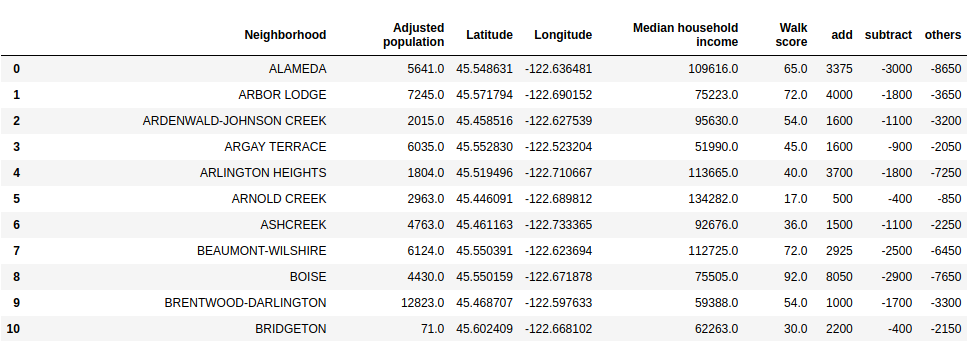 Neighborhood Adjusted population Latitude Longitude Median household income Walk score add subtract others
0 ALAMEDA 5641.0 45.548631 -122.636481 109616.0 65.0 3375 -3000 -8650
1 ARBOR LODGE 7245.0 45.571794 -122.690152 75223.0 72.0 4000 -1800 -3650
2 ARDENWALD-JOHNSON CREEK 2015.0 45.458516 -122.627539 95630.0 54.0 1600 -1100 -3200
3 ARGAY TERRACE 6035.0 45.552830 -122.523204 51990.0 45.0 1600 -900 -2050
4 ARLINGTON HEIGHTS 1804.0 45.519496 -122.710667 113665.0 40.0 3700 -1800 -7250
5 ARNOLD CREEK 2963.0 45.446091 -122.689812 134282.0 17.0 500 -400 -850
6 ASHCREEK 4763.0 45.461163 -122.733365 92676.0 36.0 1500 -1100 -2250
7 BEAUMONT-WILSHIRE 6124.0 45.550391 -122.623694 112725.0 72.0 2925 -2500 -6450
8 BOISE 4430.0 45.550159 -122.671878 75505.0 92.0 8050 -2900 -7650
9 BRENTWOOD-DARLINGTON 12823.0 45.468707 -122.597633 59388.0 54.0 1000 -1700 -3300
10 BRIDGETON 71.0 45.602409 -122.668102 62263.0 30.0 2200 -400 -2150